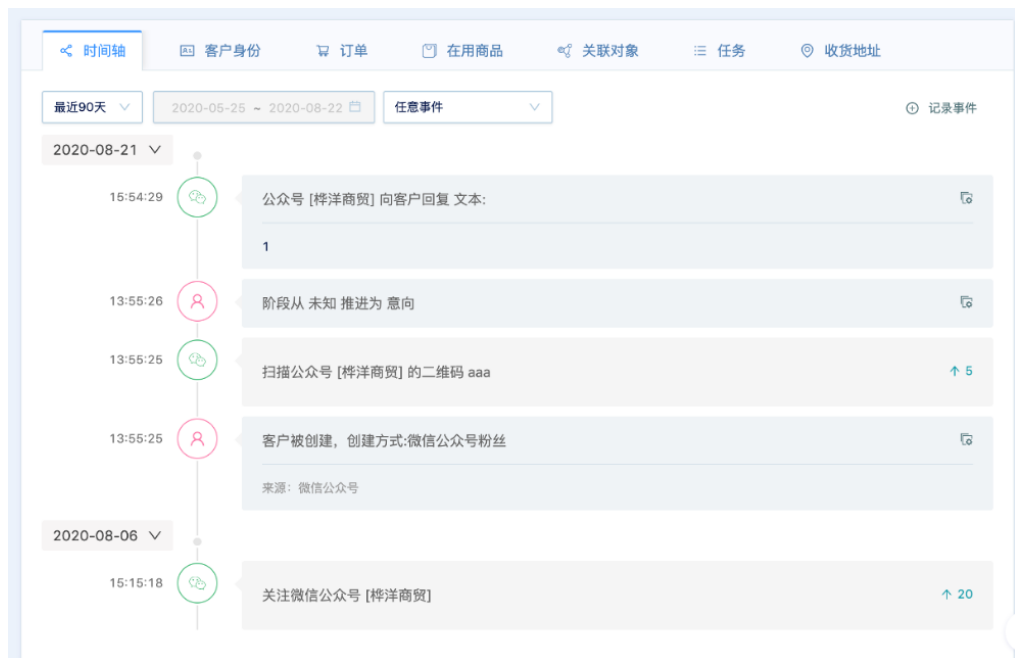 时间轴 客户身份 订单 在用商品 关联对象 任务 收货地址
最近90天 2020-05-25 ~ 2020-08-22 任意事件 记录事件
2020-08-21
15:54:29 公众号 [桦洋商贸] 向客户回复 文本:
1
13:55:26 阶段从 未知 推进为 意向
13:55:25 扫描公众号 [桦洋商贸] 的二维码 aaa ↑ 5
13:55:25 客户被创建，创建方式:微信公众号粉丝
来源：微信公众号
2020-08-06
15:15:18 关注微信公众号 [桦洋商贸] ↑ 20